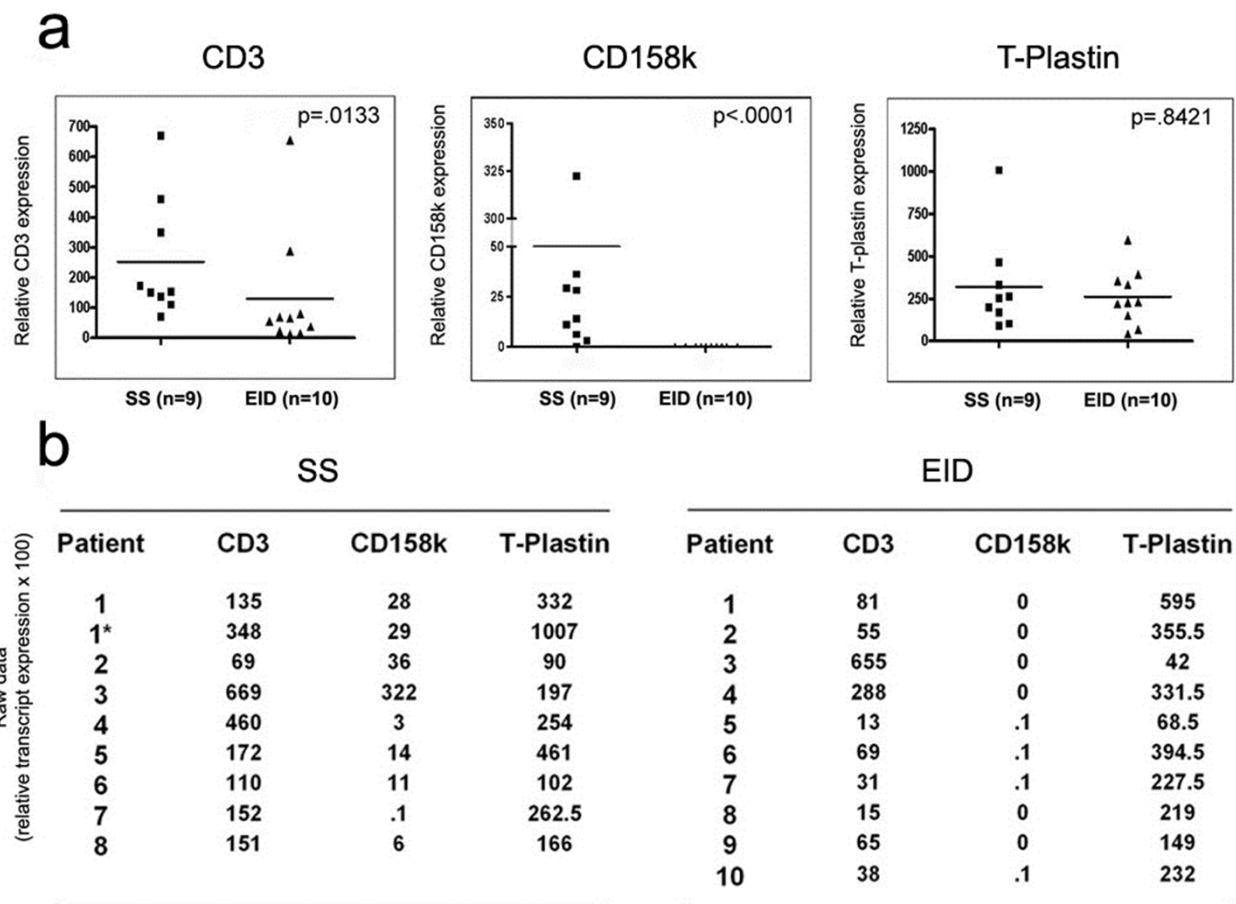 a
CD3
CD158k
T-Plastin
p=.0133
p<.0001
p=.8421
Relative CD3 expression
700
600
500
400
300
200
100
0
Relative CD158k expression
350
325
300
50
25
0
Relative T-plastin expression
1250
1000
750
500
250
0
SS (n=9) EID (n=10)
SS (n=9) EID (n=10)
SS (n=9) EID (n=10)
b
SS
EID
(relative transcript expression x 100)
Patient CD3 CD158k T-Plastin
1 135 28 332
1* 348 29 1007
2 69 36 90
3 669 322 197
4 460 3 254
5 172 14 461
6 110 11 102
7 152 .1 262.5
8 151 6 166
Patient CD3 CD158k T-Plastin
1 81 0 595
2 55 0 355.5
3 655 0 42
4 288 0 331.5
5 13 .1 68.5
6 69 .1 394.5
7 31 .1 227.5
8 15 0 219
9 65 0 149
10 38 .1 232